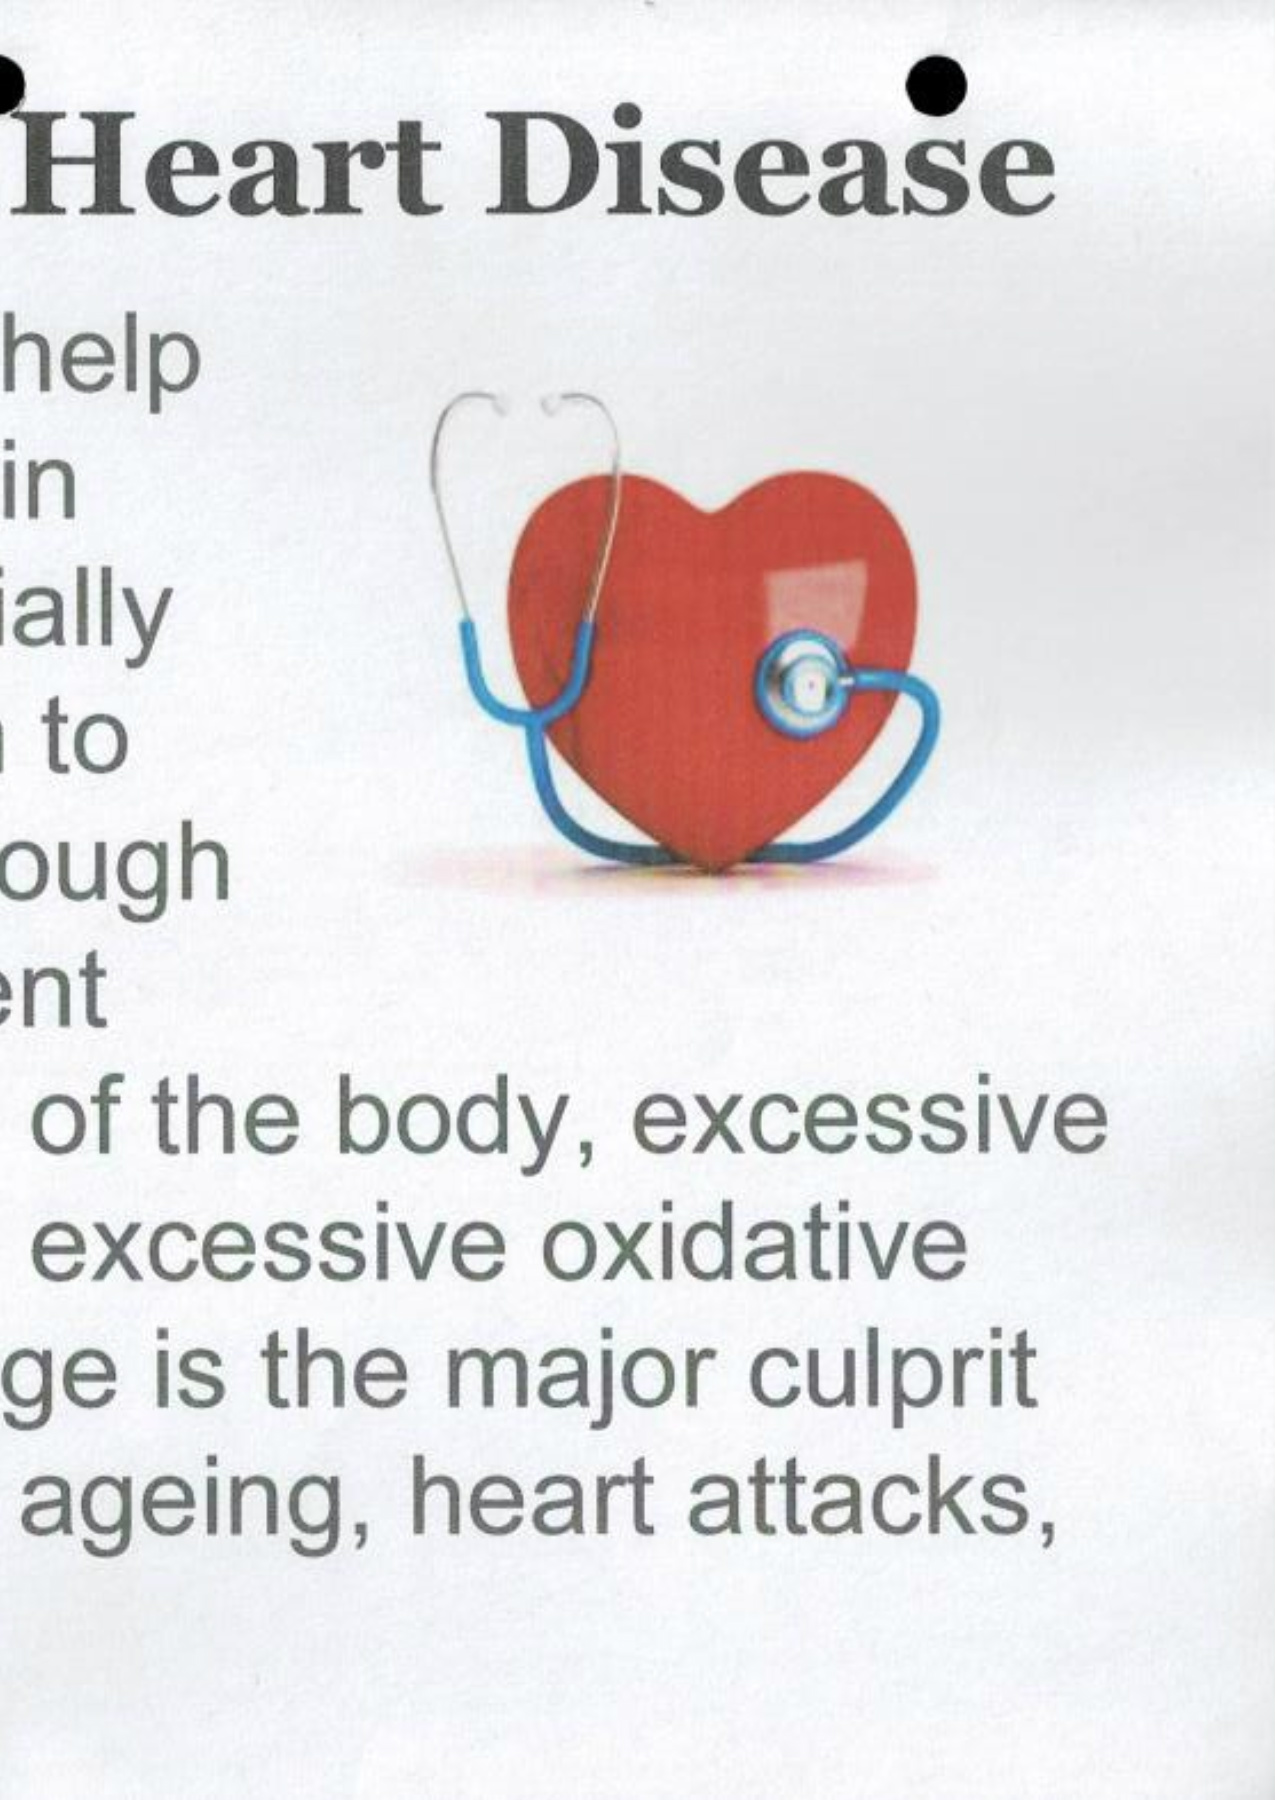 Heart Disease
help
in
ially
to
ough
ent
of the body, excessive
excessive oxidative
ge is the major culprit
ageing, heart attacks,